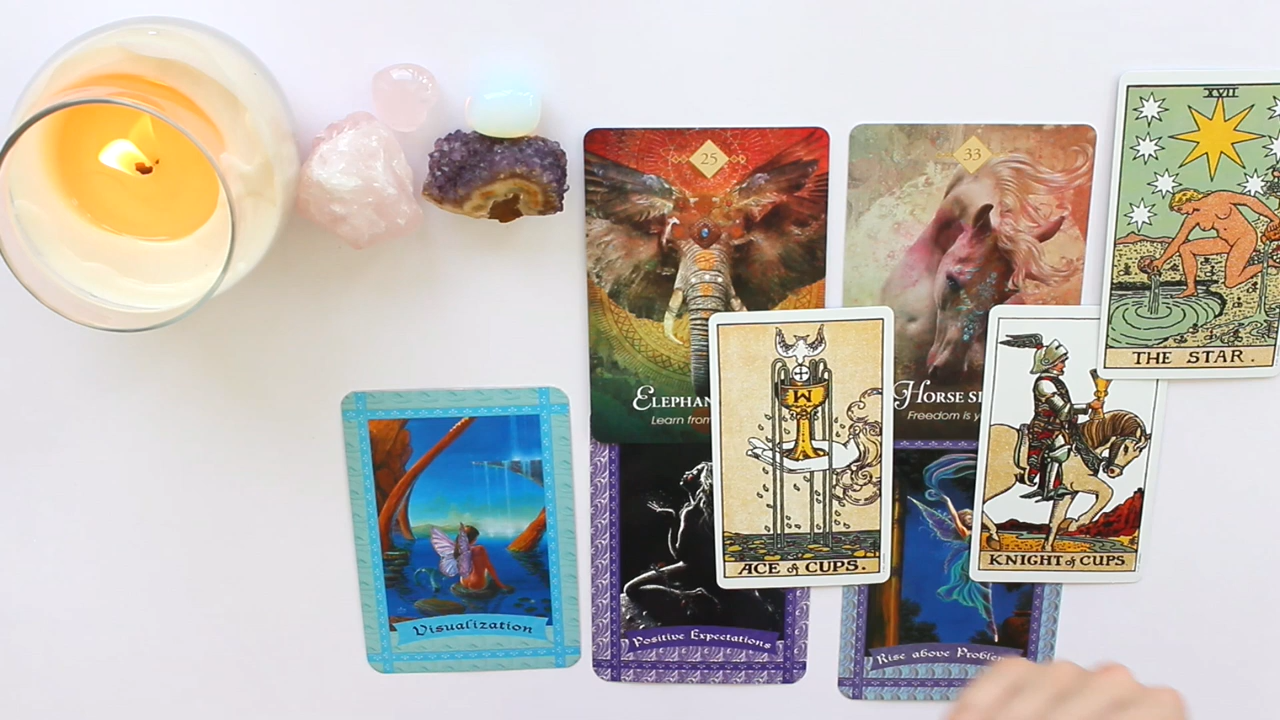 25
ELEPHAN
Learn from
33
HORSE
Freedom is
XVII
THE STAR.
ACE of CUPS.
KNIGHT of CUPS.
Visualization
Positive Expectations
Rise above